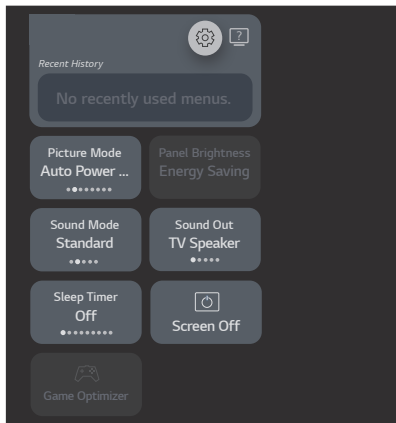 ?
Recent History
No recently used menus.
Picture Mode
Auto Power ...
Panel Brightness
Energy Saving
Sound Mode
Standard
Sound Out
TV Speaker
Sleep Timer
Off
Screen Off
Game Optimizer